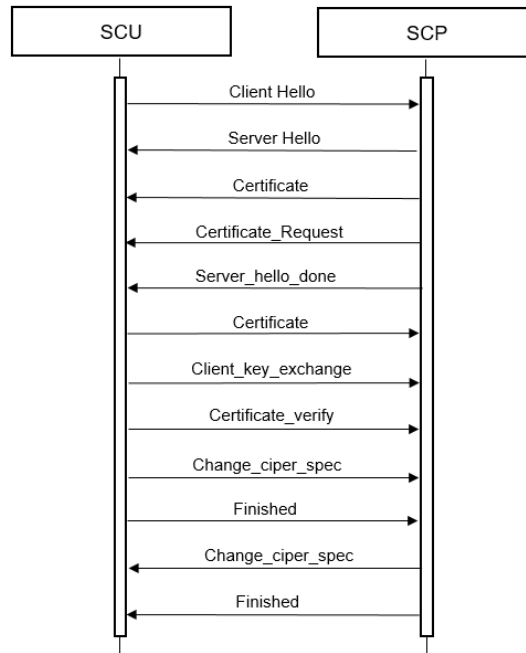 SCU
SCP
Client Hello
Server Hello
Certificate
Certificate_Request
Server_hello_done
Certificate
Client_key_exchange
Certificate_verify
Change_ciper_spec
Finished
Change_ciper_spec
Finished